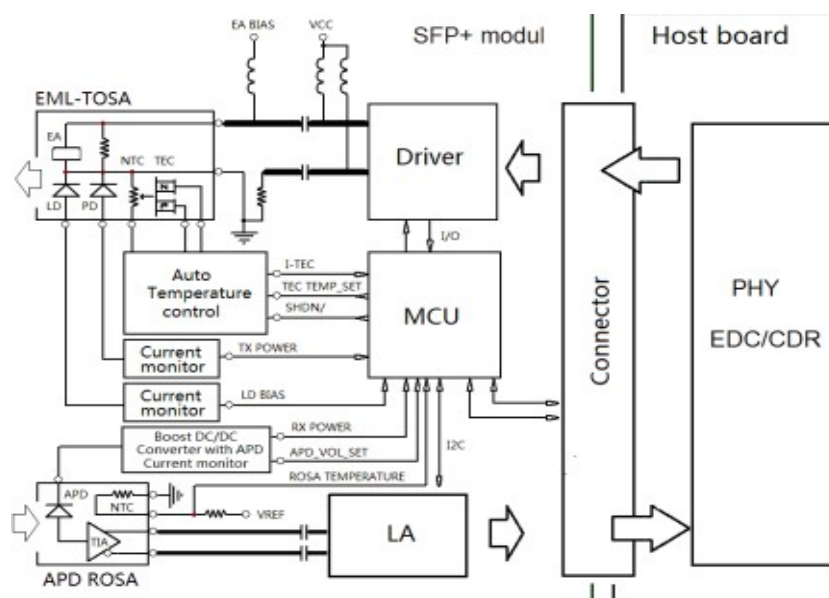 EA BIAS
VCC
SFP+ modul
Host board
EML-TOSA
EA
NTC
TEC
N
P
LD
PD
Driver
I/O
Auto
Temperature
control
I-TEC
TEC TEMP_SET
SHDN/
MCU
Connector
PHY
EDC/CDR
Current
monitor
TX POWER
Current
monitor
LD BIAS
Boost DC/DC
Converter with APD
Current monitor
RX POWER
APD_VOL_SET
ROSA TEMPERATURE
I2C
APD
NTC
VREF
TIA
LA
APD ROSA